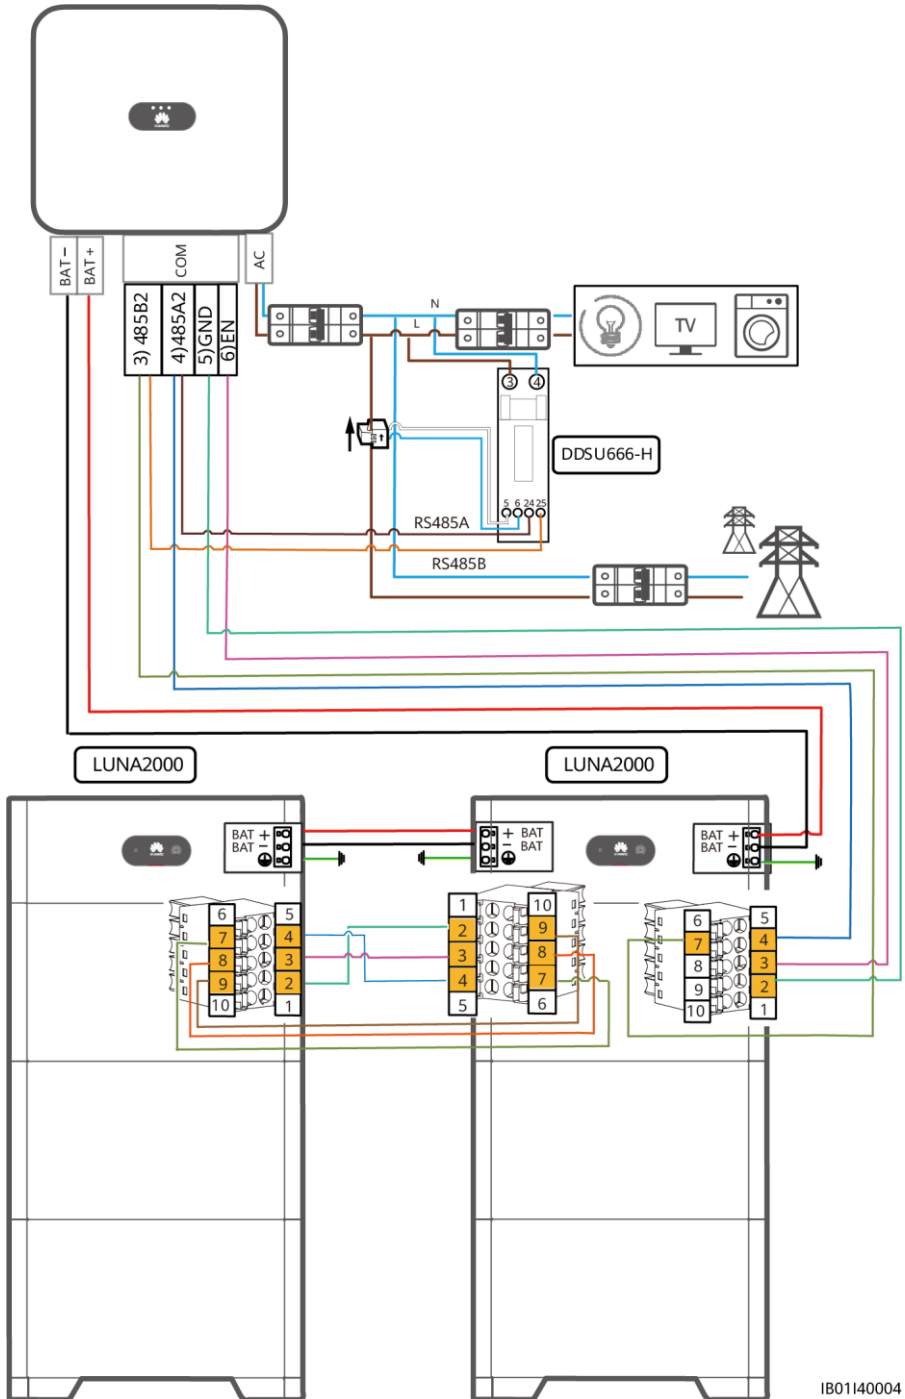 HUAWEI
BAT −
BAT +
COM
AC
3) 485B2
4)485A2
5)GND
6)EN
N
L
TV
3
4
DDSU666-H
5 6 24 25
RS485A
RS485B
LUNA2000
LUNA2000
BAT +
BAT −
HUAWEI
+ BAT
− BAT
HUAWEI
BAT +
BAT −
6
7
8
9
10
5
4
3
2
1
1
2
3
4
5
10
9
8
7
6
6
7
8
9
10
5
4
3
2
1
IB01I40004